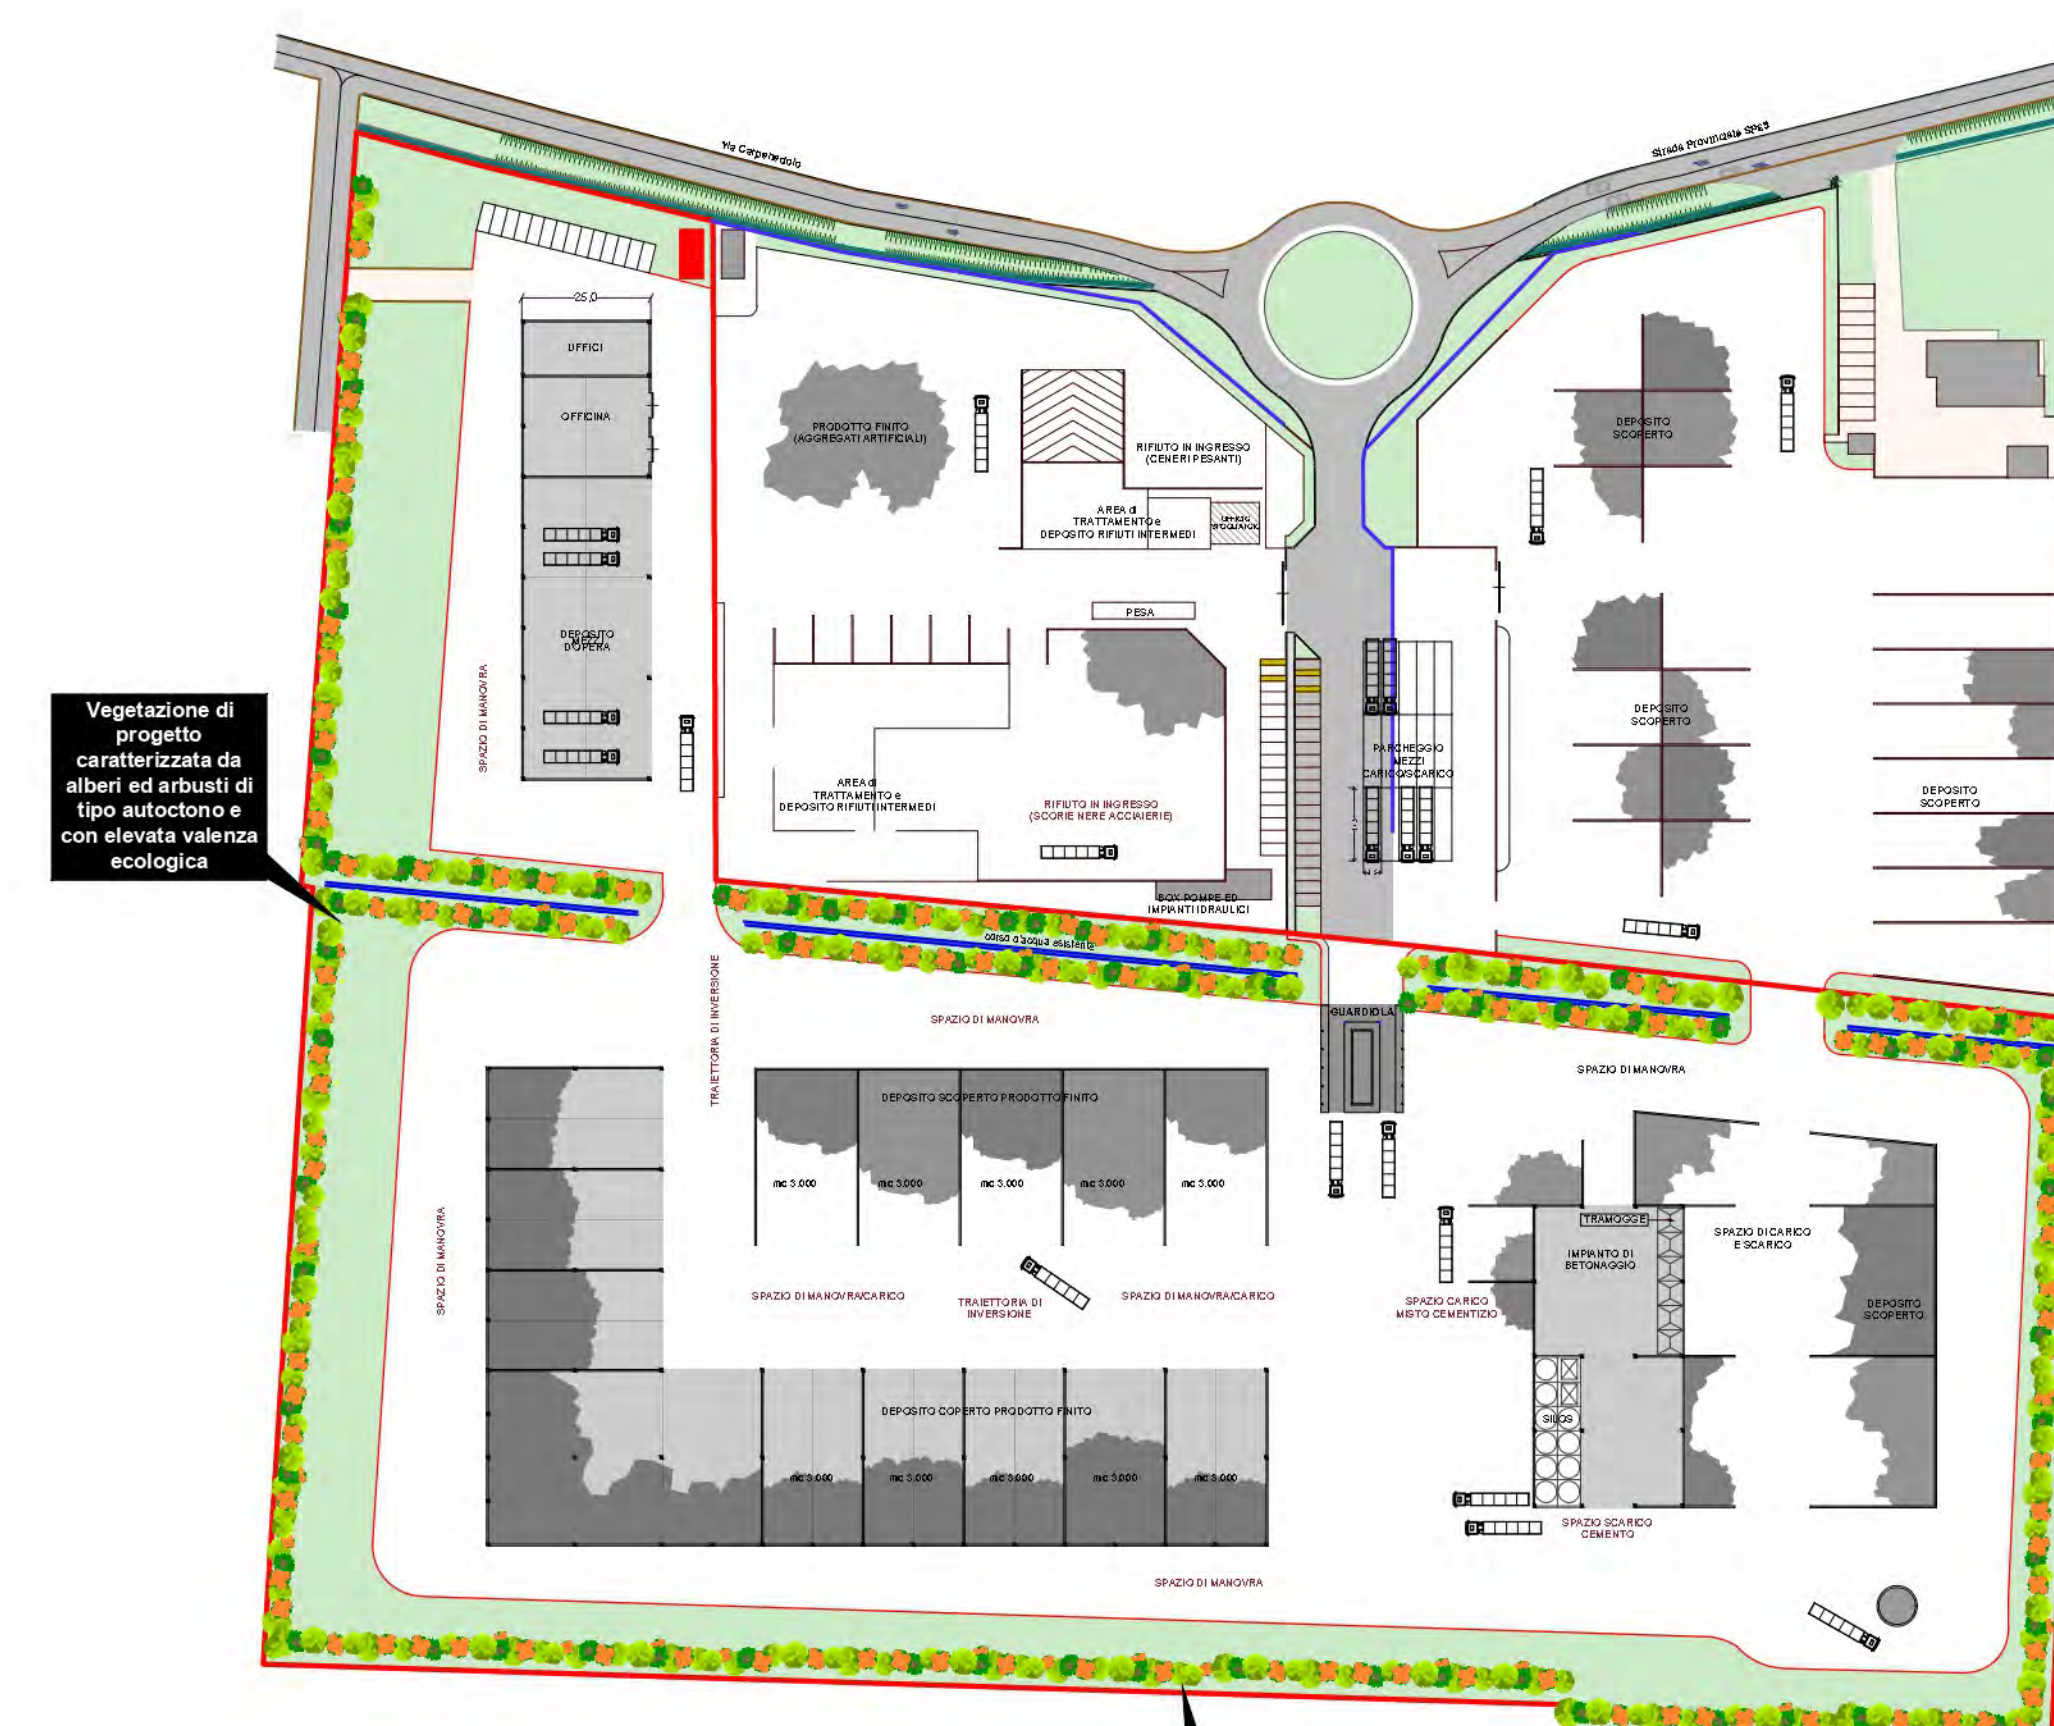 Via Carpenedolo
Strada Provinciale SP69
25,0
UFFICI
OFFICINA
DEPOSITO
MEZZI
D'OPERA
SPAZIO DI MANOVRA
PRODOTTO FINITO
(AGGREGATI ARTIFICIALI)
RIFIUTO IN INGRESSO
(CENERI PESANTI)
AREA di
TRATTAMENTO e
DEPOSITO RIFIUTI INTERMEDI
UFFICIO
PESA
AREA di
TRATTAMENTO e
DEPOSITO RIFIUTI INTERMEDI
RIFIUTO IN INGRESSO
(SCORIE NERE ACCIAIERIE)
BOX POMPE ED
IMPIANTI IDRAULICI
PARCHEGGIO
MEZZI
CARICO/SCARICO
DEPOSITO
SCOPERTO
DEPOSITO
SCOPERTO
DEPOSITO
SCOPERTO
Vegetazione di
progetto
caratterizzata da
alberi ed arbusti di
tipo autoctono e
con elevata valenza
ecologica
corso d'acqua esistente
TRAIETTORIA DI INVERSIONE
SPAZIO DI MANOVRA
GUARDIOLA
SPAZIO DI MANOVRA
DEPOSITO SCOPERTO PRODOTTO FINITO
mc 3.000
mc 3.000
mc 3.000
mc 3.000
mc 3.000
SPAZIO DI MANOVRA
SPAZIO DI MANOVRA/CARICO
TRAIETTORIA DI
INVERSIONE
SPAZIO DI MANOVRA/CARICO
TRAMOGGE
IMPIANTO DI
BETONAGGIO
SPAZIO DI CARICO
E SCARICO
SPAZIO CARICO
MISTO CEMENTIZIO
DEPOSITO
SCOPERTO
DEPOSITO COPERTO PRODOTTO FINITO
mc 3.000
mc 3.000
mc 3.000
mc 3.000
mc 3.000
SILOS
SPAZIO SCARICO
CEMENTO
SPAZIO DI MANOVRA